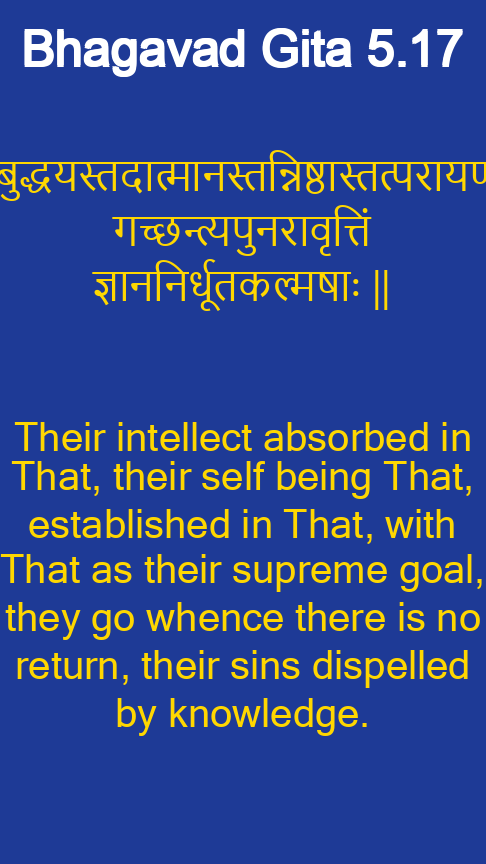 Bhagavad Gita 5.17
बुद्धयस्तदात्मानस्तन्निष्ठास्तत्पराय
गच्छन्त्यपुनरावृत्तिं
ज्ञाननिर्धूतकल्मषाः ||
Their intellect absorbed in
That, their self being That,
established in That, with
That as their supreme goal,
they go whence there is no
return, their sins dispelled
by knowledge.